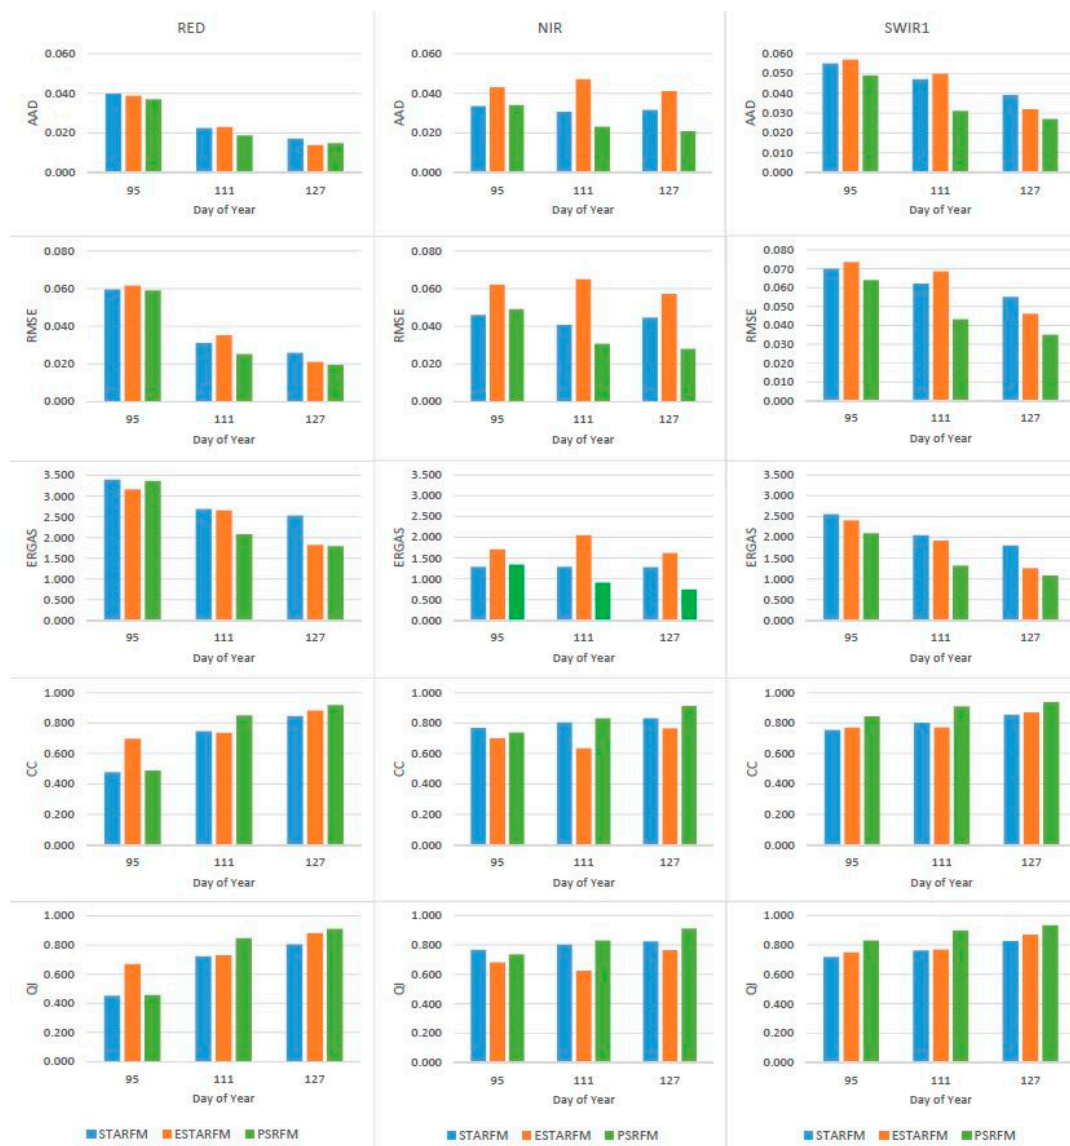 RED NIR SWIR1
0.060 0.060 0.060
0.050
0.040 0.040 0.040
0.030
0.020 0.020 0.020
0.010
0.000 0.000 0.000
AAD AAD AAD
95 111 127 95 111 127 95 111 127
Day of Year Day of Year Day of Year
0.080 0.080 0.080
0.070
0.060 0.060 0.060
0.050
0.040 0.040 0.040
0.030
0.020 0.020 0.020
0.010
0.000 0.000 0.000
RMSE RMSE RMSE
95 111 127 95 111 127 95 111 127
Day of Year Day of Year Day of Year
3.500 3.500 3.500
3.000 3.000 3.000
2.500 2.500 2.500
2.000 2.000 2.000
1.500 1.500 1.500
1.000 1.000 1.000
0.500 0.500 0.500
0.000 0.000 0.000
ERGAS ERGAS ERGAS
95 111 127 95 111 127 95 111 127
Day of Year Day of Year Day of Year
1.000 1.000 1.000
0.800 0.800 0.800
0.600 0.600 0.600
0.400 0.400 0.400
0.200 0.200 0.200
0.000 0.000 0.000
CC CC CC
95 111 127 95 111 127 95 111 127
Day of Year Day of Year Day of Year
1.000 1.000 1.000
0.800 0.800 0.800
0.600 0.600 0.600
0.400 0.400 0.400
0.200 0.200 0.200
0.000 0.000 0.000
QI QI QI
95 111 127 95 111 127 95 111 127
Day of Year Day of Year Day of Year
STARFM ESTARFM PSRFM STARFM ESTARFM PSRFM STARFM ESTARFM PSRFM